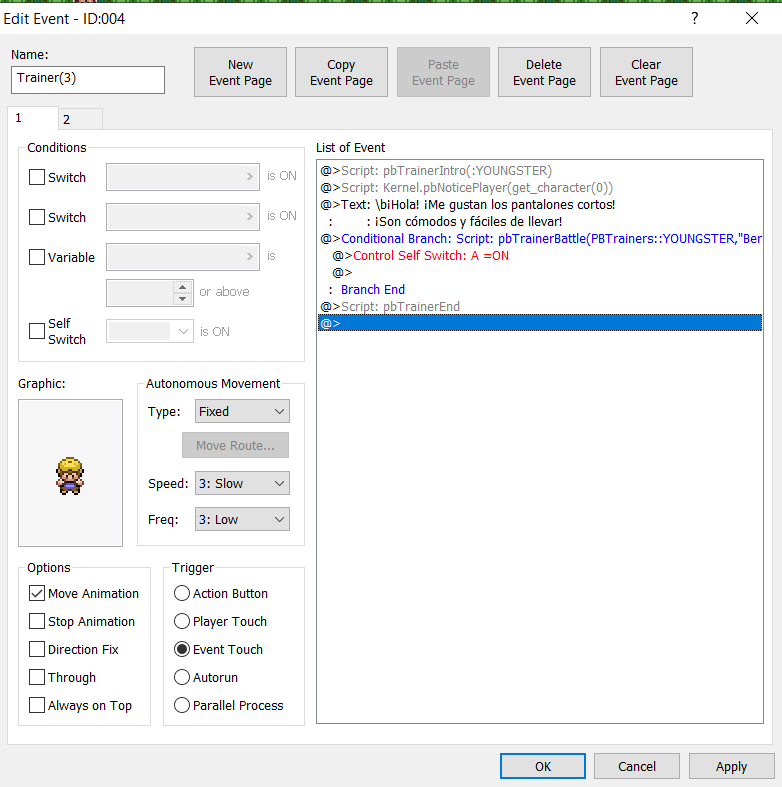 Edit Event - ID:004
?
Name:
Trainer(3)
New
Event Page
Copy
Event Page
Paste
Event Page
Delete
Event Page
Clear
Event Page
1
2
Conditions
Switch
is ON
Switch
is ON
Variable
is
or above
Self
Switch
is ON
Graphic:
Autonomous Movement
Type:
Fixed
Move Route...
Speed:
3: Slow
Freq:
3: Low
Options
Move Animation
Stop Animation
Direction Fix
Through
Always on Top
Trigger
Action Button
Player Touch
Event Touch
Autorun
Parallel Process
List of Event
@>Script: pbTrainerIntro(:YOUNGSTER)
@>Script: Kernel.pbNoticePlayer(get_character(0))
@>Text: \b¡Hola! ¡Me gustan los pantalones cortos!
: : ¡Son cómodos y fáciles de llevar!
@>Conditional Branch: Script: pbTrainerBattle(PBTrainers::YOUNGSTER,"Ber
@>Control Self Switch: A =ON
@>
: Branch End
@>Script: pbTrainerEnd
@>
OK
Cancel
Apply